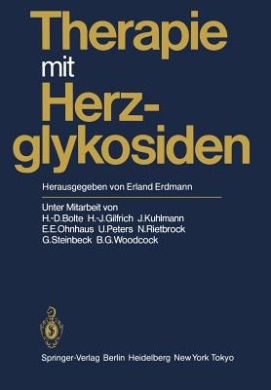 Therapie
mit
Herz-
glykosiden
Herausgegeben von Erland Erdmann
Unter Mitarbeit von
H.-D.Bolte H.-J.Gilfrich J.Kuhlmann
E.E.Ohnhaus U.Peters N.Rietbrock
G.Steinbeck B.G.Woodcock
Springer-Verlag Berlin Heidelberg New York Tokyo